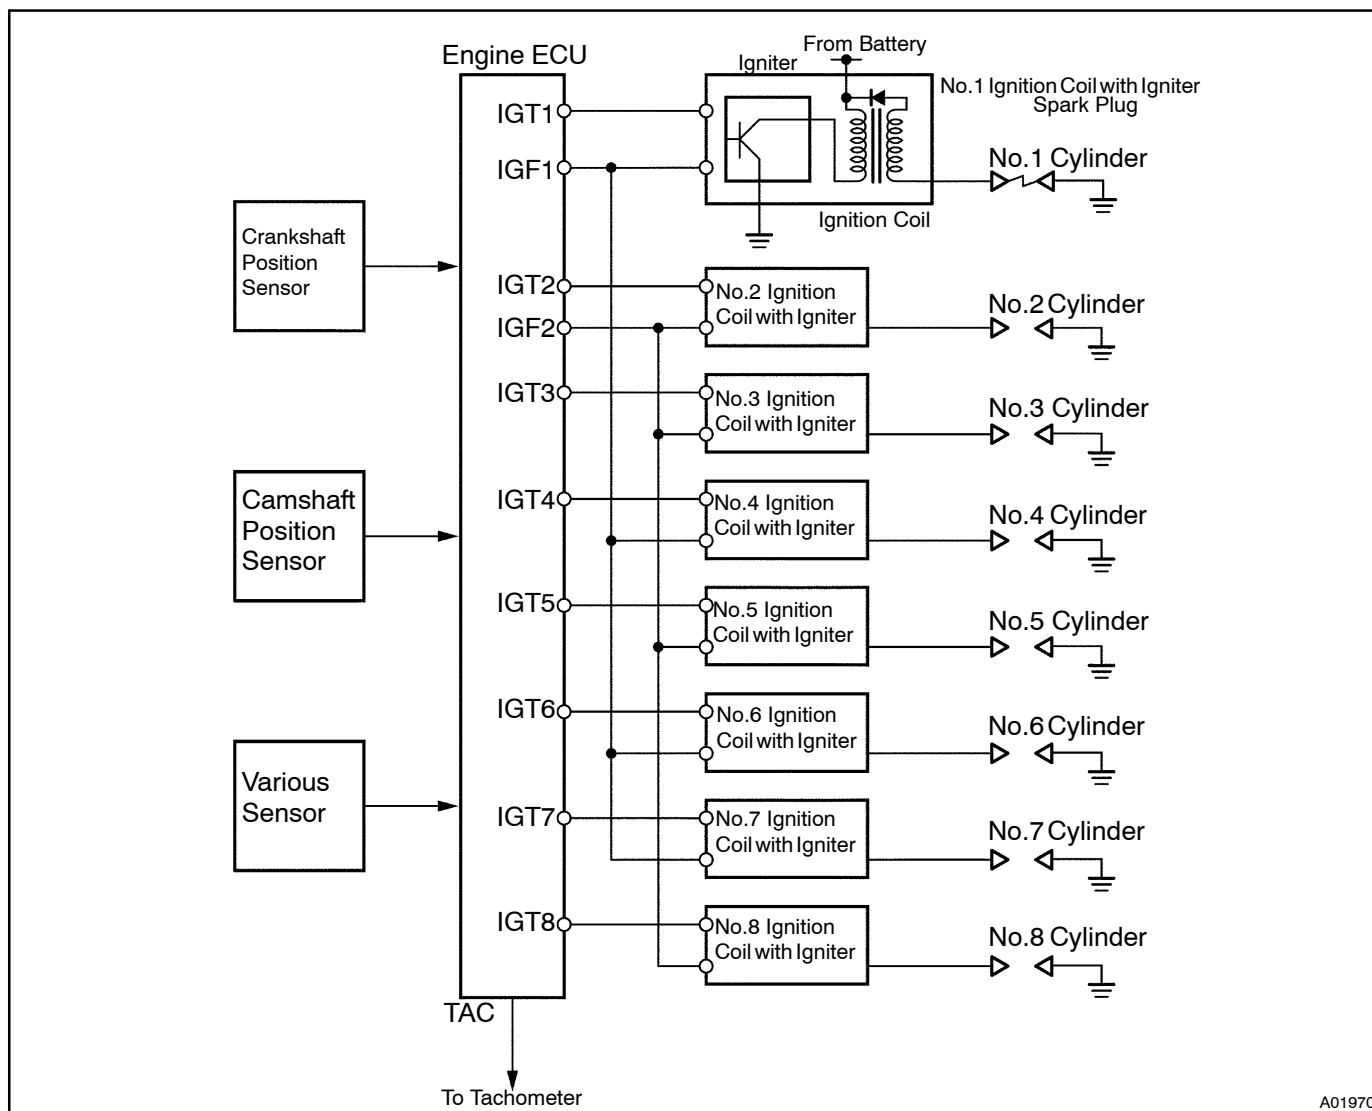 Engine ECU
From Battery
Igniter
No.1 Ignition Coil with Igniter
Spark Plug
IGT1
IGF1
No.1 Cylinder
Ignition Coil
Crankshaft
Position
Sensor
IGT2
No.2 Ignition
Coil with Igniter
IGF2
No.2 Cylinder
IGT3
No.3 Ignition
Coil with Igniter
No.3 Cylinder
Camshaft
Position
Sensor
IGT4
No.4 Ignition
Coil with Igniter
No.4 Cylinder
IGT5
No.5 Ignition
Coil with Igniter
No.5 Cylinder
IGT6
No.6 Ignition
Coil with Igniter
No.6 Cylinder
Various
Sensor
IGT7
No.7 Ignition
Coil with Igniter
No.7 Cylinder
IGT8
No.8 Ignition
Coil with Igniter
No.8 Cylinder
TAC
To Tachometer
A01970